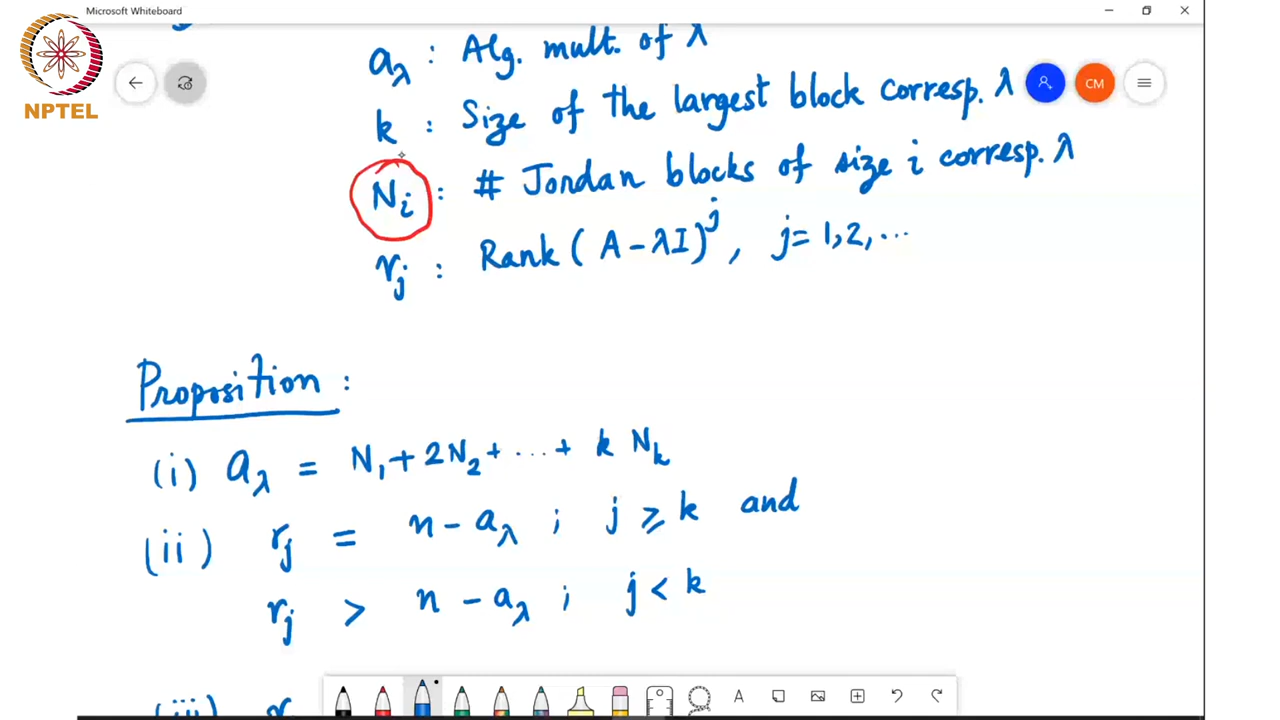 Microsoft Whiteboard
NPTEL
CM
a_λ : Alg. mult. of λ
k : Size of the largest block corresp. λ
N_i : # Jordan blocks of size i corresp. λ
r_j : Rank (A - λI)^j, j = 1, 2, ...
Proposition :
(i) a_λ = N_1 + 2N_2 + ... + k N_k
(ii) r_j = n - a_λ ; j ≥ k and
r_j > n - a_λ ; j < k
(iii)